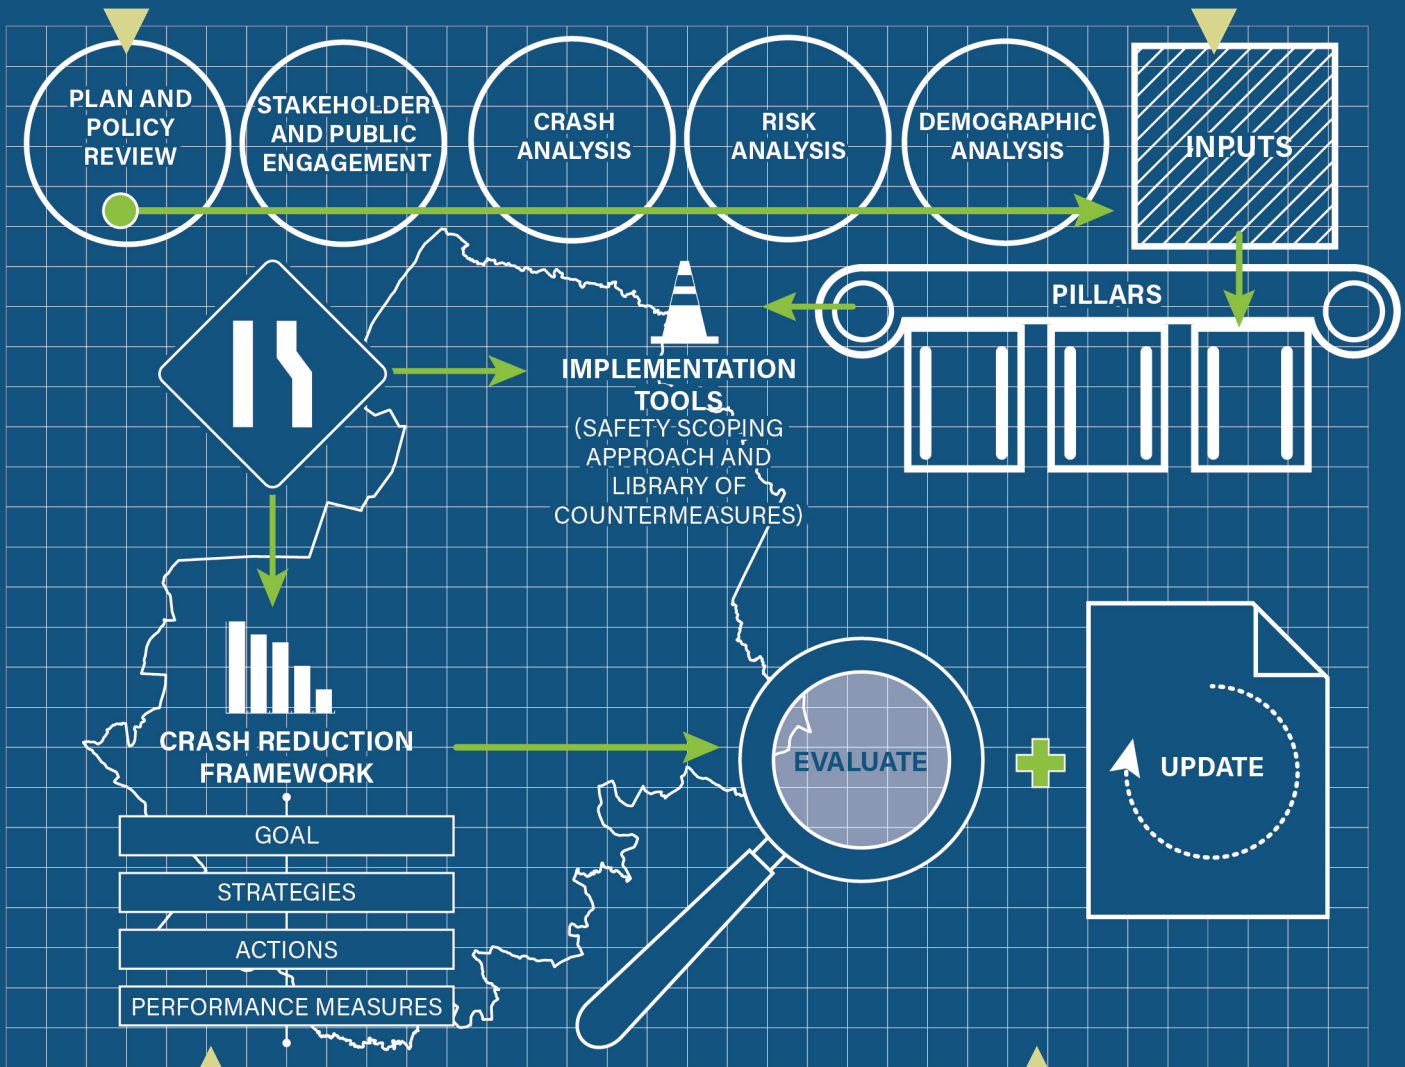 PLAN AND
POLICY
REVIEW
STAKEHOLDER
AND PUBLIC
ENGAGEMENT
CRASH
ANALYSIS
RISK
ANALYSIS
DEMOGRAPHIC
ANALYSIS
INPUTS
PILLARS
IMPLEMENTATION
TOOLS
(SAFETY SCOPING
APPROACH AND
LIBRARY OF
COUNTERMEASURES)
CRASH REDUCTION
FRAMEWORK
GOAL
STRATEGIES
ACTIONS
PERFORMANCE MEASURES
EVALUATE
UPDATE